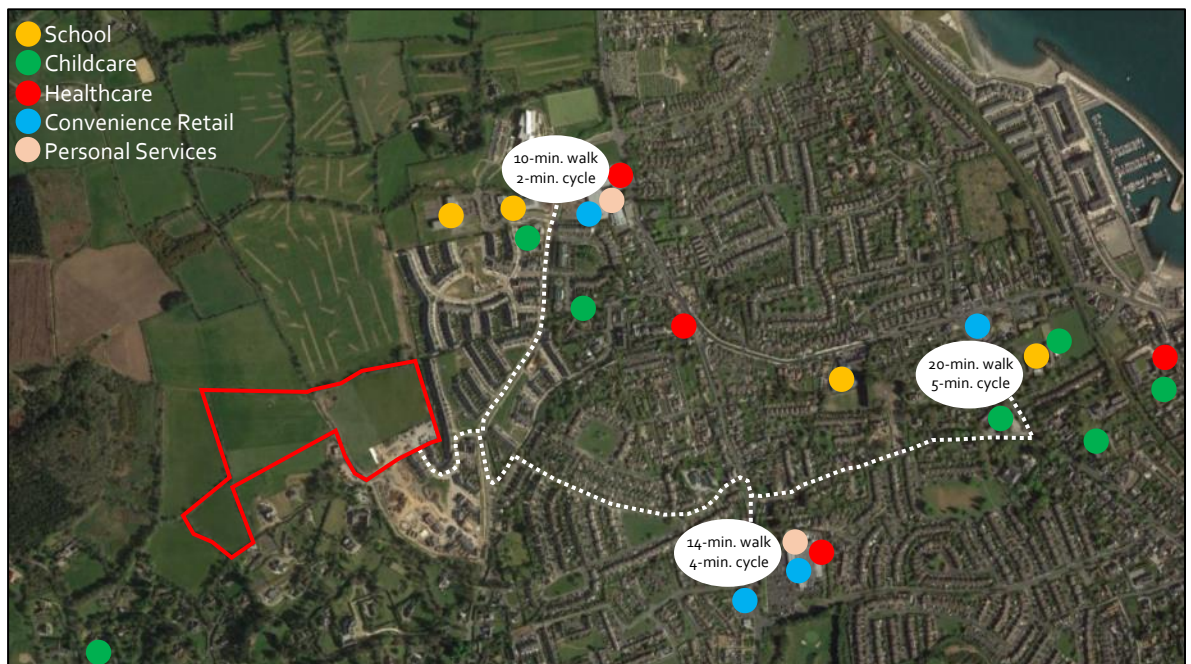 School
Childcare
Healthcare
Convenience Retail
Personal Services
10-min. walk
2-min. cycle
20-min. walk
5-min. cycle
14-min. walk
4-min. cycle